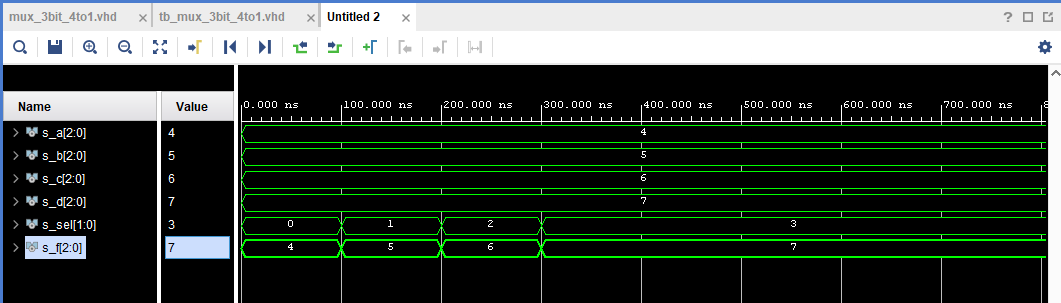 mux_3bit_4to1.vhd × tb_mux_3bit_4to1.vhd × Untitled 2 ×
?
Name Value
0.000 ns 100.000 ns 200.000 ns 300.000 ns 400.000 ns 500.000 ns 600.000 ns 700.000 ns 8
s_a[2:0] 4 4
s_b[2:0] 5 5
s_c[2:0] 6 6
s_d[2:0] 7 7
s_sel[1:0] 3 0 1 2 3
s_f[2:0] 7 4 5 6 7